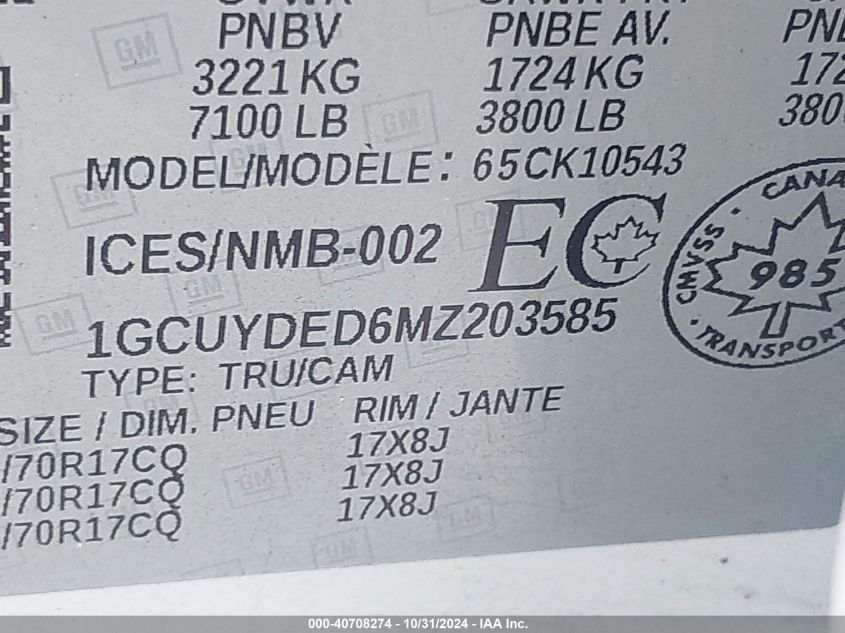 PNBV PNBE AV.
3221 KG 1724 KG
7100 LB 3800 LB
MODEL/MODÈLE: 65CK10543
ICES/NMB-002 EC
CMVSS · CANA
985
· TRANSPORT
1GCUYDED6MZ203585
TYPE: TRU/CAM
SIZE / DIM. PNEU RIM / JANTE
/70R17CQ 17X8J
/70R17CQ 17X8J
/70R17CQ 17X8J
GM
000-40708274 - 10/31/2024 - IAA Inc.